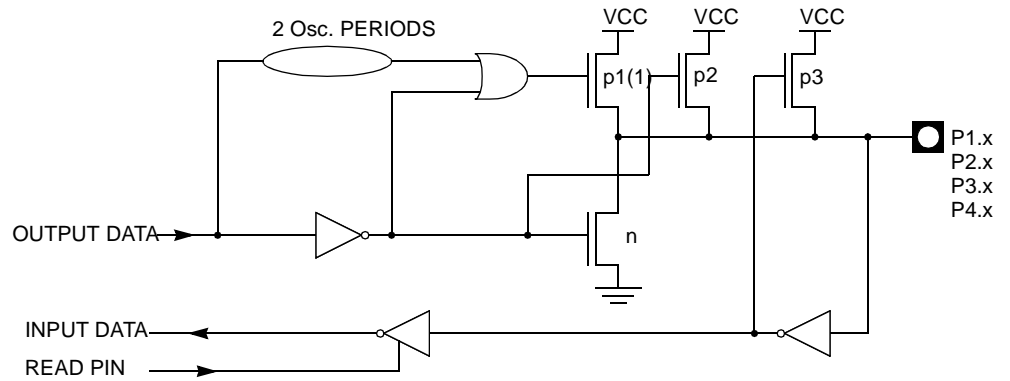 VCC VCC VCC
2 Osc. PERIODS
p1(1) p2 p3
P1.x
P2.x
P3.x
P4.x
OUTPUT DATA
n
INPUT DATA
READ PIN